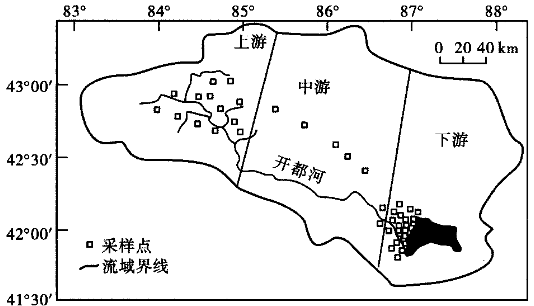 83° 84° 85° 86° 87° 88°
上游
0 20 40 km
43°00′
中游
下游
42°30′
开都河
42°00′
采样点
流域界线
41°30′